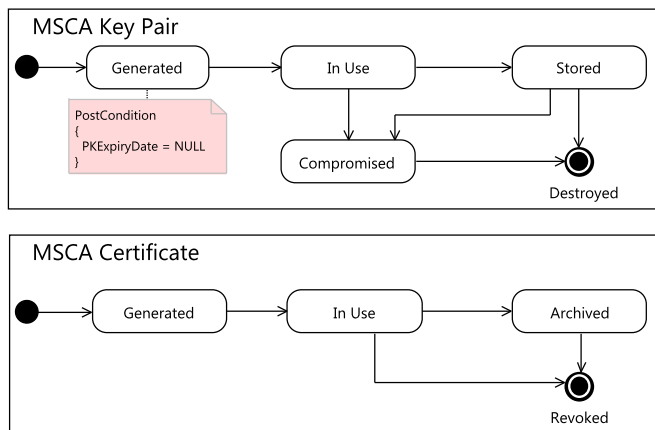 MSCA Key Pair
Generated
In Use
Stored
PostCondition
{
PKExpiryDate = NULL
}
Compromised
Destroyed
MSCA Certificate
Generated
In Use
Archived
Revoked